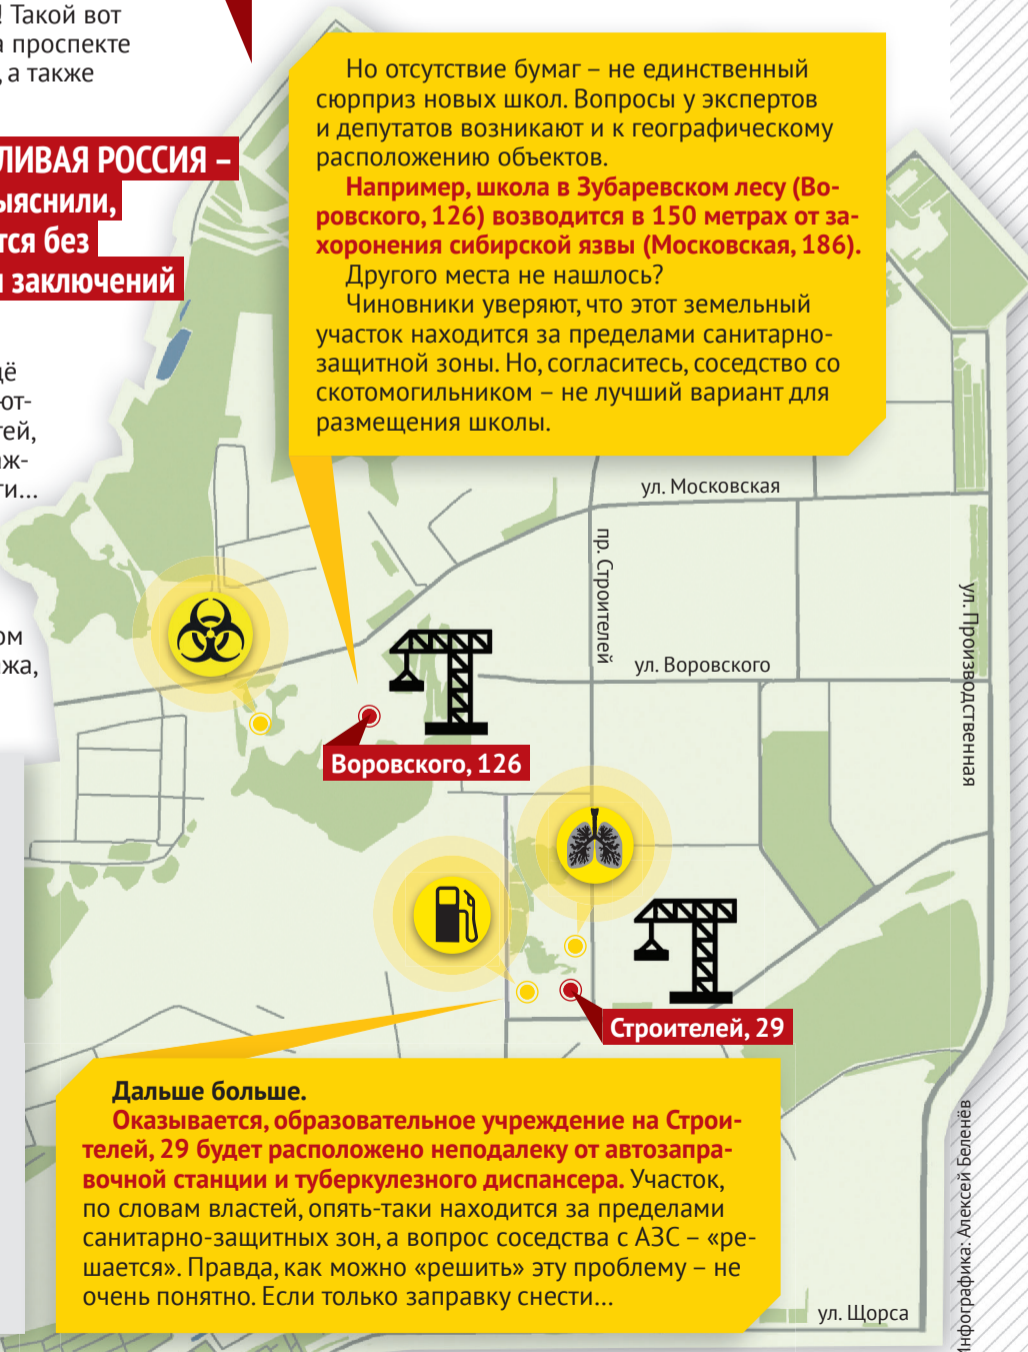 ! Такой вот
а проспекте
, а также
ЛИВАЯ РОССИЯ –
ыяснили,
тся без
заключений
цё
ют-
тей,
аж-
ти...
ом
жа,
Но отсутствие бумаг – не единственный
сюрприз новых школ. Вопросы у экспертов
и депутатов возникают и к географическому
расположению объектов.
Например, школа в Зубаревском лесу (Во-
ровского, 126) возводится в 150 метрах от за-
хоронения сибирской язвы (Московская, 186).
Другого места не нашлось?
Чиновники уверяют, что этот земельный
участок находится за пределами санитарно-
защитной зоны. Но, согласитесь, соседство со
скотомогильником – не лучший вариант для
размещения школы.
ул. Московская
пр. Строителей
ул. Воровского
ул. Производственная
Воровского, 126
Строителей, 29
Дальше больше.
Оказывается, образовательное учреждение на Строи-
телей, 29 будет расположено неподалеку от автозапра-
вочной станции и туберкулезного диспансера. Участок,
по словам властей, опять-таки находится за пределами
санитарно-защитных зон, а вопрос соседства с АЗС – «ре-
шается». Правда, как можно «решить» эту проблему – не
очень понятно. Если только заправку снести...
ул. Щорса
Инфографика: Алексей Беленёв